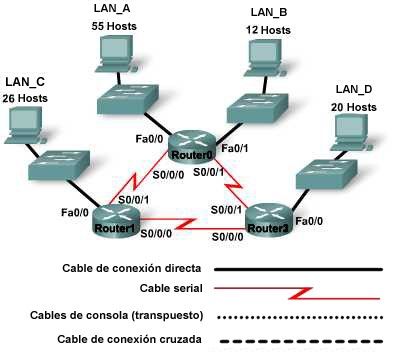 LAN_A
55 Hosts
LAN_B
12 Hosts
LAN_C
26 Hosts
LAN_D
20 Hosts
Fa0/0
Fa0/1
Router0
S0/0/0
S0/0/1
S0/0/1
Fa0/0
Router1
S0/0/0
S0/0/1
Router2
Fa0/0
S0/0/0
Cable de conexión directa
Cable serial
Cables de consola (transpuesto)
Cable de conexión cruzada